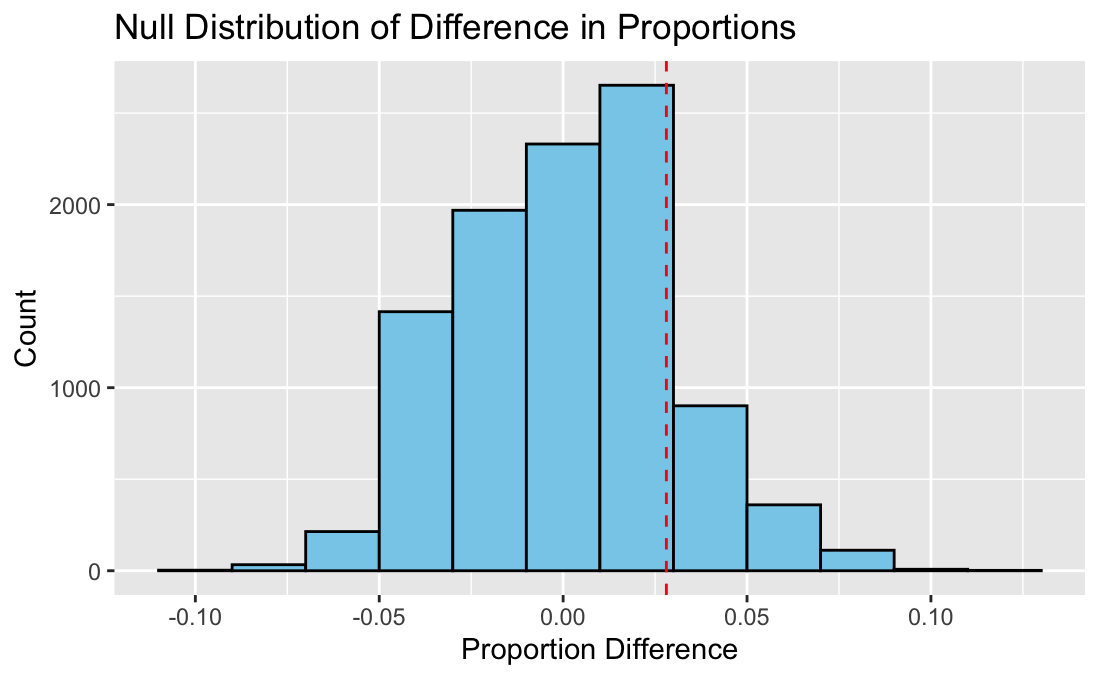 Null Distribution of Difference in Proportions
Count
2000
1000
0
-0.10 -0.05 0.00 0.05 0.10
Proportion Difference